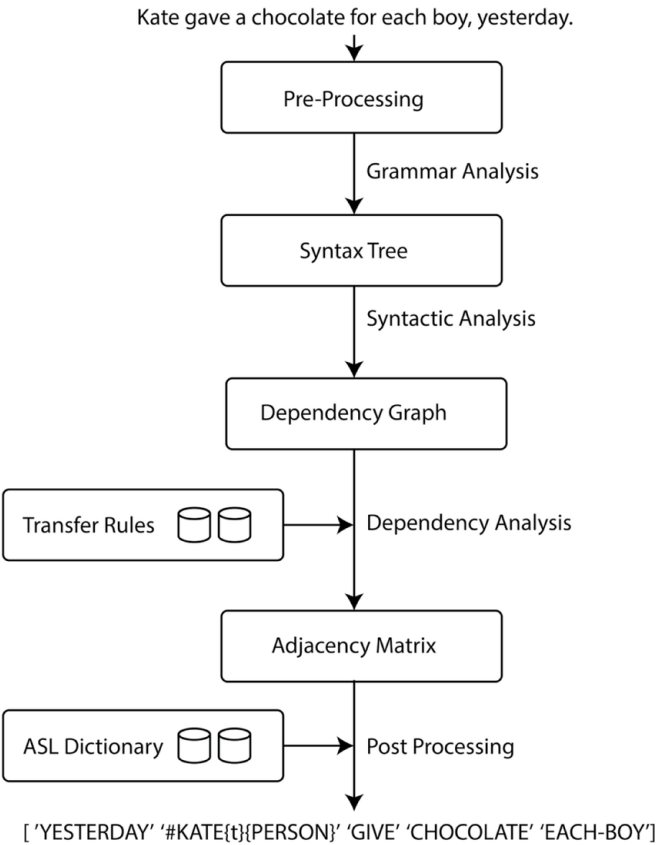 Kate gave a chocolate for each boy, yesterday.
Pre-Processing
Grammar Analysis
Syntax Tree
Syntactic Analysis
Dependency Graph
Transfer Rules
Dependency Analysis
Adjacency Matrix
ASL Dictionary
Post Processing
[ ’YESTERDAY’ ‘#KATE{t}{PERSON}’ ‘GIVE’ ‘CHOCOLATE’ ‘EACH-BOY’]